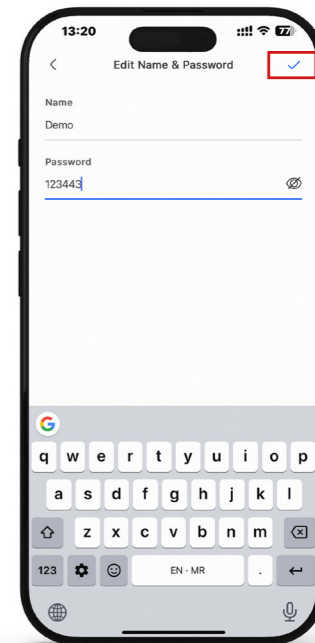 13:20
77
Edit Name & Password
Name
Demo
Password
123443
G
q w e r t y u i o p
a s d f g h j k l
z x c v b n m
123
EN · MR
.